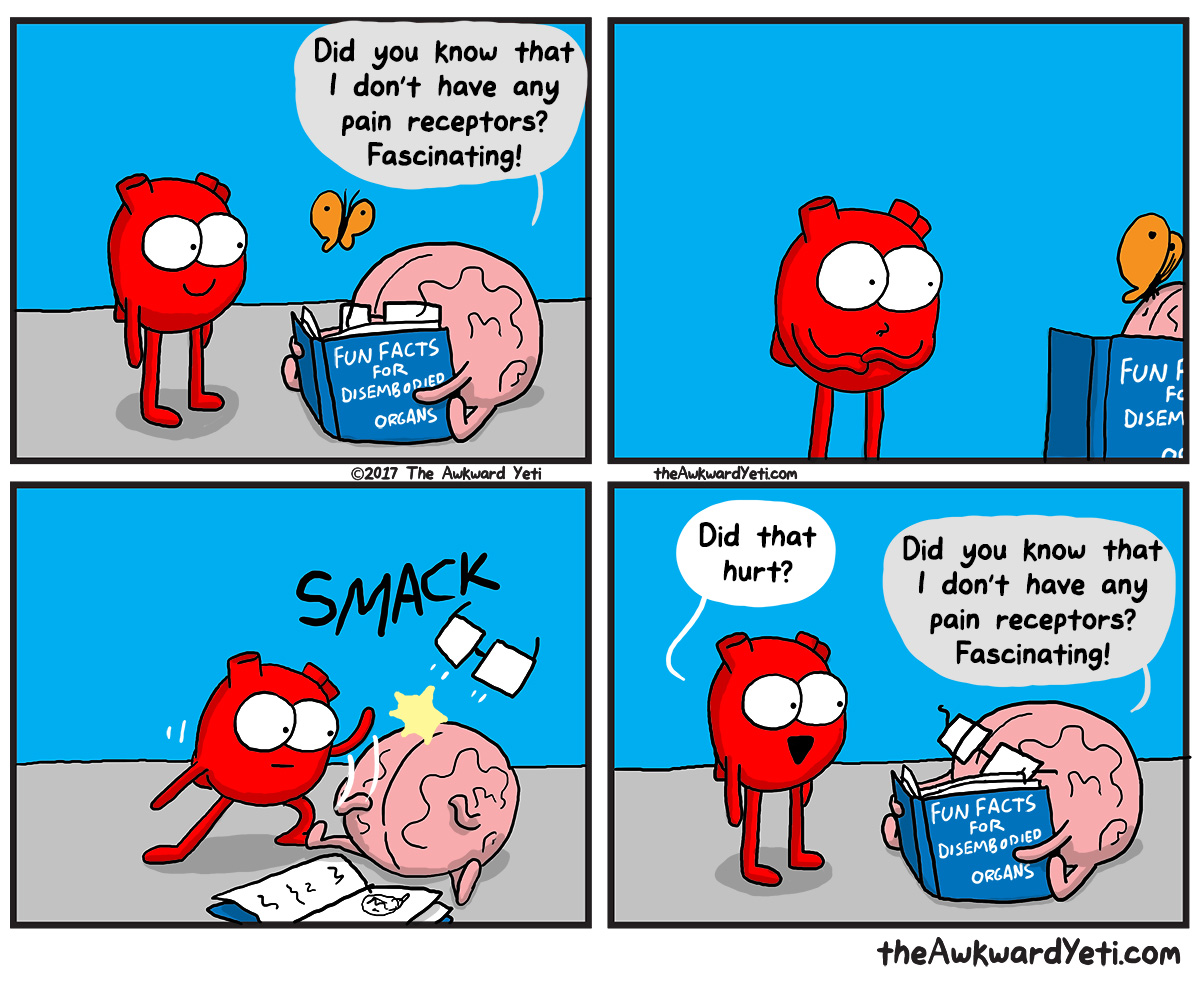 Did you know that
I don't have any
pain receptors?
Fascinating!
FUN FACTS
FOR
DISEMBODIED
ORGANS
©2017 The Awkward Yeti
FUN F
FO
DISEM
OR
theAwkwardYeti.com
SMACK
Did that
hurt?
Did you know that
I don't have any
pain receptors?
Fascinating!
FUN FACTS
FOR
DISEMBODIED
ORGANS
theAwkwardYeti.com